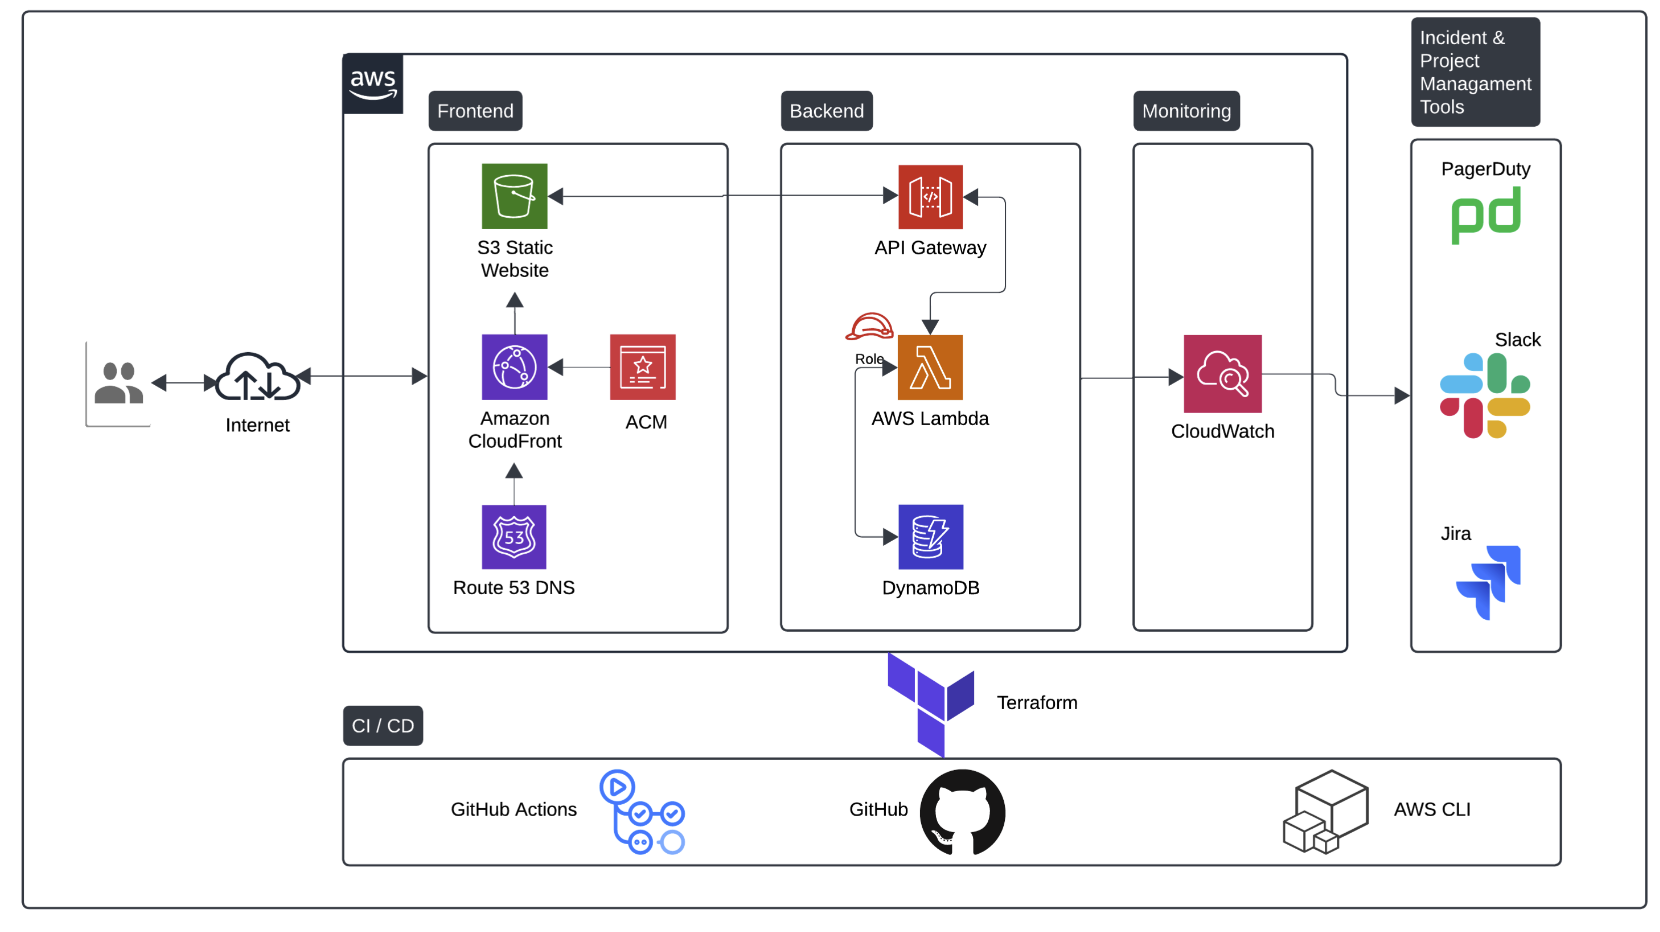 Incident &
Project
Managament
Tools
aws
Frontend
Backend
Monitoring
S3 Static
Website
API Gateway
PagerDuty
pd
Slack
Role
Internet
Amazon
CloudFront
ACM
AWS Lambda
CloudWatch
53
Route 53 DNS
DynamoDB
Jira
Terraform
CI / CD
GitHub Actions
GitHub
AWS CLI